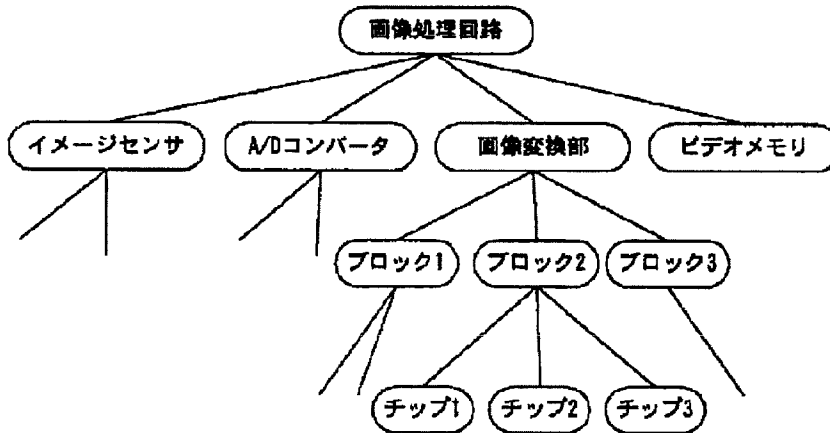 画像処理回路
イメージセンサ
A/Dコンバータ
画像変換部
ビデオメモリ
ブロック1
ブロック2
ブロック3
チップ1
チップ2
チップ3